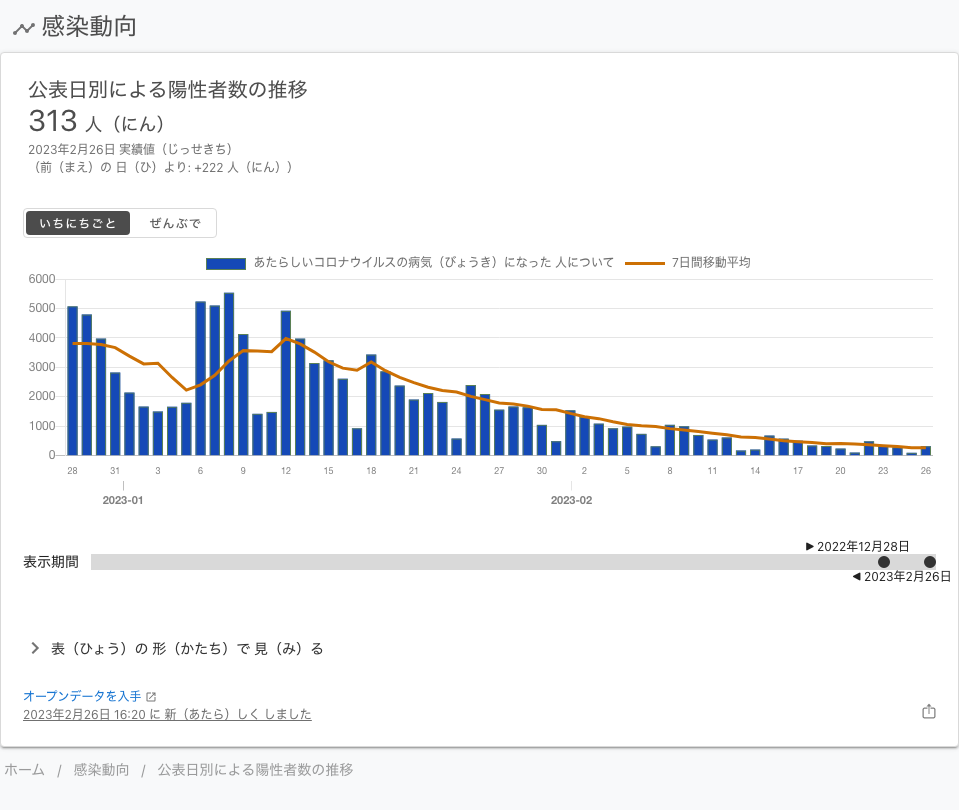 感染動向
公表日別による陽性者数の推移
313 人（にん）
2023年2月26日 実績値（じっせきち）
（前（まえ）の 日（ひ）より: +222 人（にん））
いちにちごと ぜんぶで
あたらしいコロナウイルスの病気（びょうき）になった 人について 7日間移動平均
6000
5000
4000
3000
2000
1000
0
28 31 3 6 9 12 15 18 21 24 27 30 2 5 8 11 14 17 20 23 26
2023-01 2023-02
▶ 2022年12月28日
表示期間
◀ 2023年2月26日
表（ひょう）の 形（かたち）で 見（み）る
オープンデータを入手
2023年2月26日 16:20 に 新（あたら）しく しました
ホーム / 感染動向 / 公表日別による陽性者数の推移